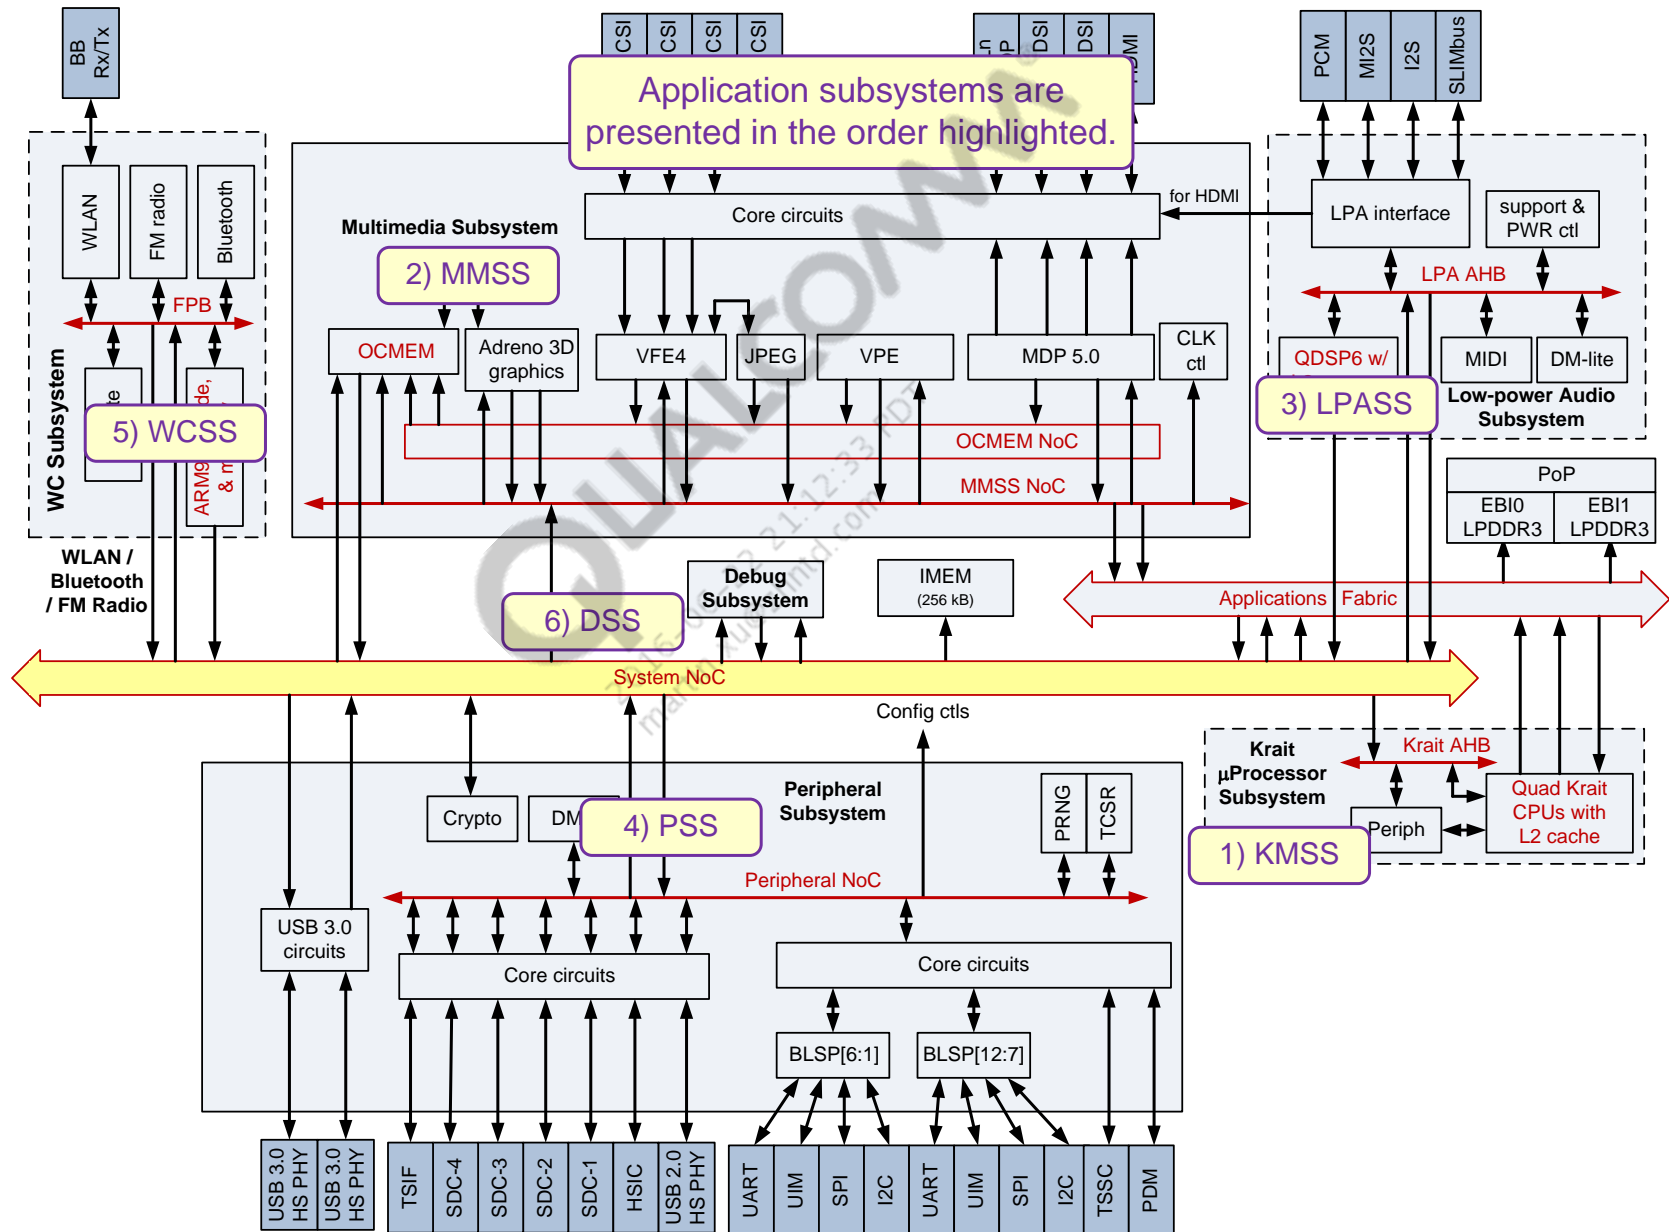 BB
Rx/Tx
CSI
CSI
CSI
CSI
DSI
DSI
PCM
MI2S
I2S
SLIMbus
Application subsystems are
presented in the order highlighted.
WLAN
FM radio
Bluetooth
FPB
WC Subsystem
5) WCSS
WLAN /
Bluetooth
/ FM Radio
Multimedia Subsystem
2) MMSS
Core circuits
for HDMI
OCMEM
Adreno 3D
graphics
VFE4
JPEG
VPE
MDP 5.0
CLK
ctl
OCMEM NoC
MMSS NoC
LPA interface
support &
PWR ctl
LPA AHB
QDSP6 w/
MIDI
DM-lite
3) LPASS
Low-power Audio
Subsystem
PoP
EBI0
LPDDR3
EBI1
LPDDR3
Debug
Subsystem
IMEM
(256 kB)
Applications Fabric
6) DSS
System NoC
Config ctls
QUALCOMM
21:12:33 PDT
Krait
µProcessor
Subsystem
Krait AHB
Quad Krait
CPUs with
L2 cache
Periph
1) KMSS
Peripheral
Subsystem
Crypto
4) PSS
PRNG
TCSR
Peripheral NoC
USB 3.0
circuits
Core circuits
Core circuits
BLSP[6:1]
BLSP[12:7]
USB 3.0
HS PHY
USB 3.0
HS PHY
TSIF
SDC-4
SDC-3
SDC-2
SDC-1
HSIC
USB 2.0
HS PHY
UART
UIM
SPI
I2C
UART
UIM
SPI
I2C
TSSC
PDM